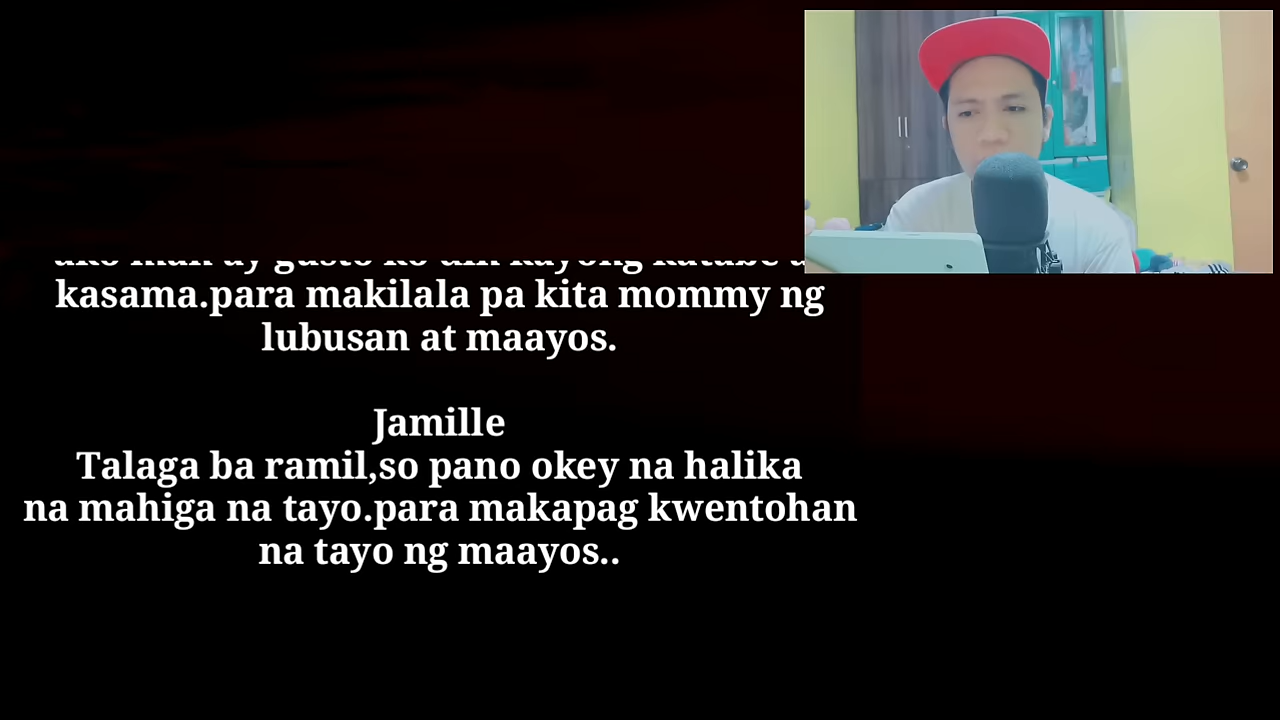 kasama.para makilala pa kita mommy ng
lubusan at maayos.
Jamille
Talaga ba ramil,so pano okey na halika
na mahiga na tayo.para makapag kwentohan
na tayo ng maayos..